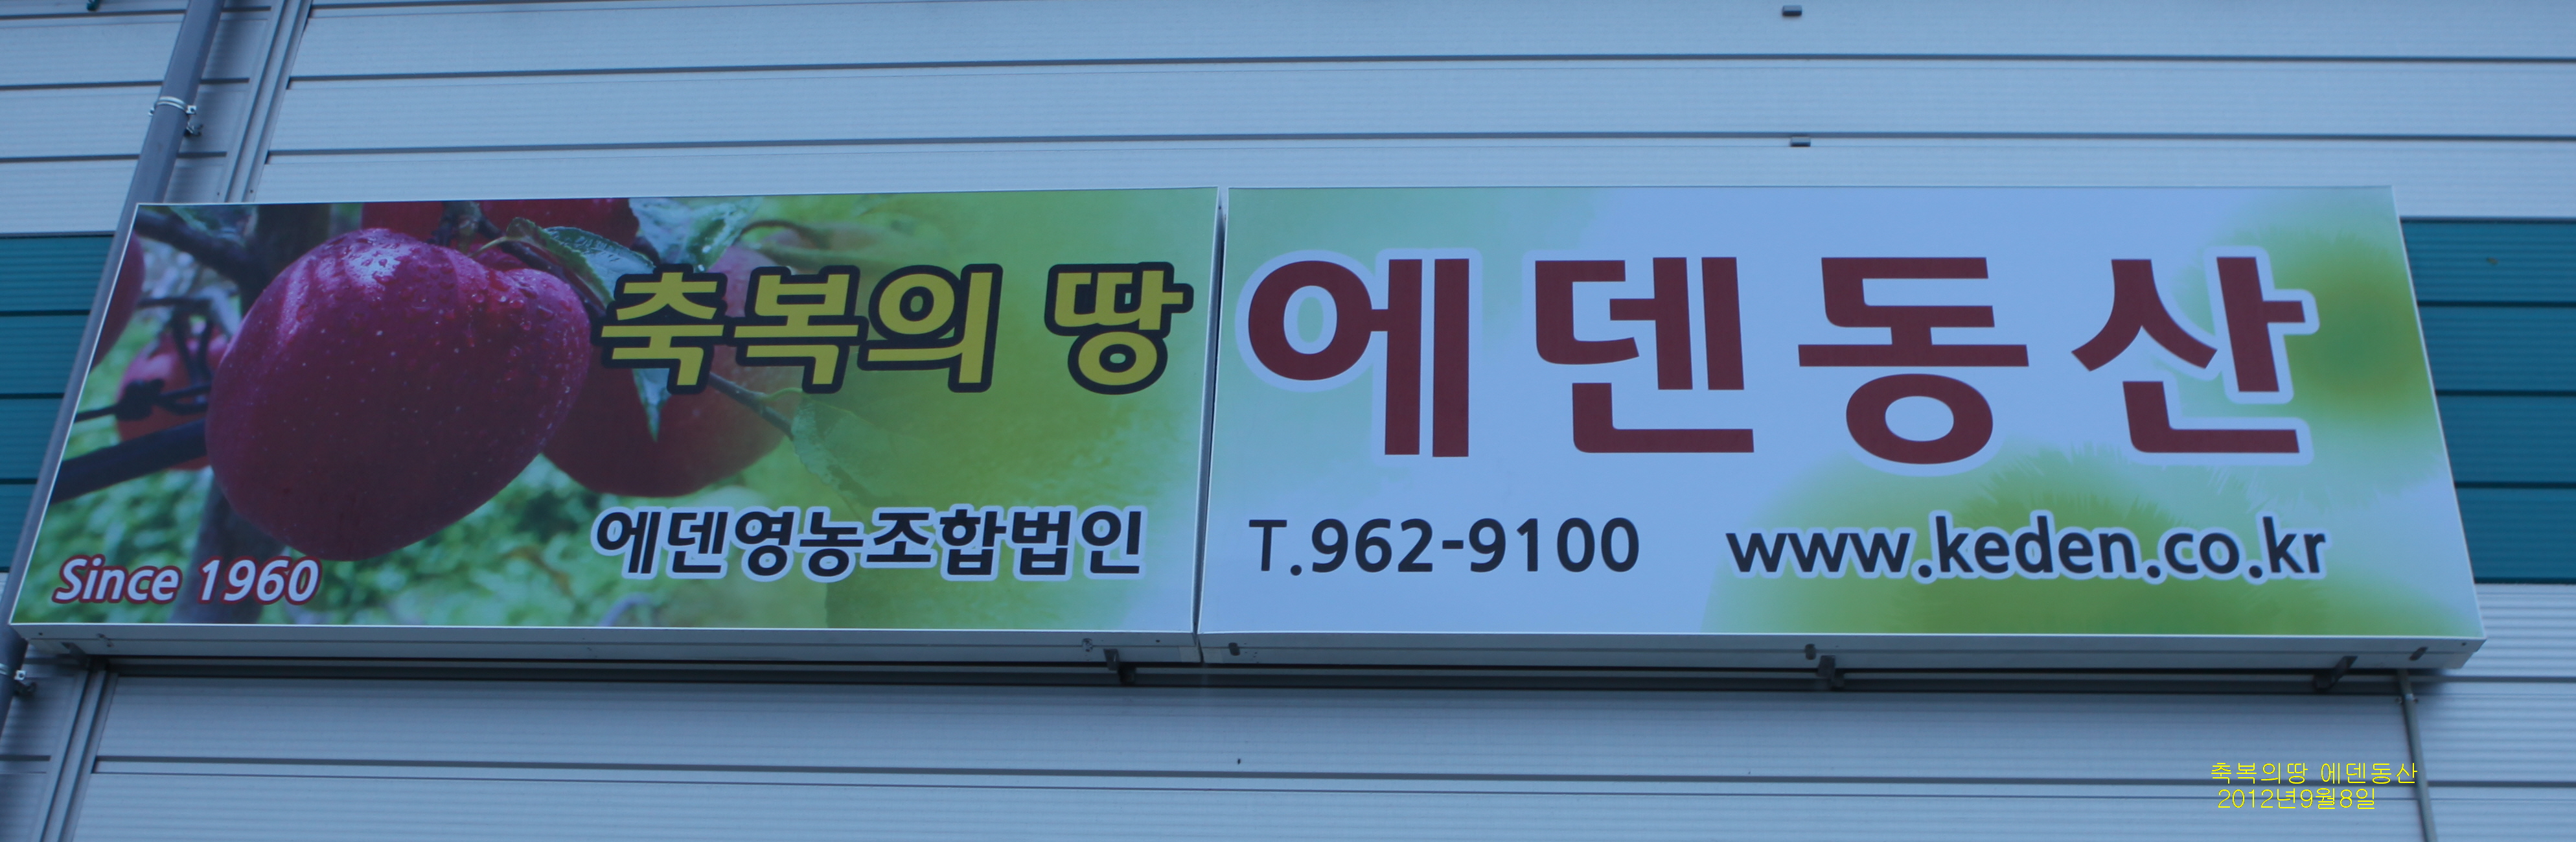 축복의 땅
에덴영농조합법인
Since 1960
에덴동산
T.962-9100 www.keden.co.kr
축복의땅 에덴동산
2012년9월8일